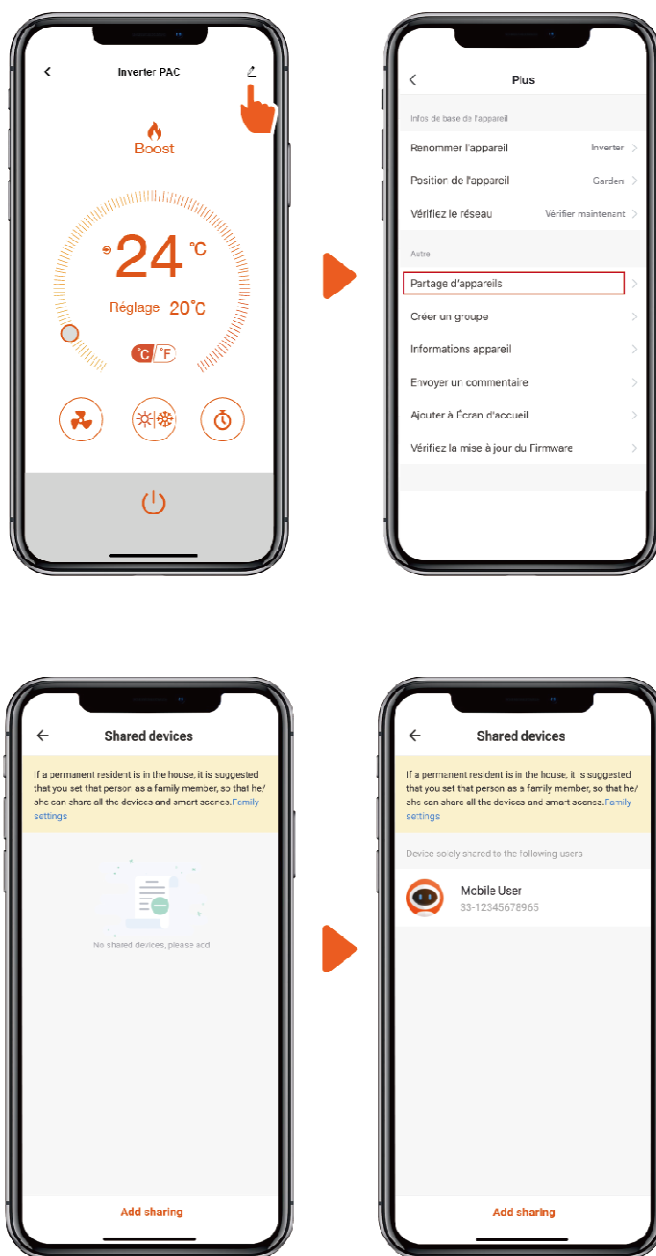 Inverter PAC
Boost
24 °C
Réglage 20°C
°C/°F
Plus
Infos de base de l'appareil
Renommer l'appareil Inverter
Position de l'appareil Garden
Vérifiez le réseau Vérifier maintenant
Autre
Partage d'appareils
Créer un groupe
Informations appareil
Envoyer un commentaire
Ajouter à Écran d'accueil
Vérifiez la mise à jour du Firmware
Shared devices
If a permanent resident is in the house, it is suggested
that you set that person as a family member, so that he/
she can share all the devices and smart scenes.Family
settings
No shared devices, please add
Add sharing
Shared devices
If a permanent resident is in the house, it is suggested
that you set that person as a family member, so that he/
she can share all the devices and smart scenes.Family
settings
Device solely shared to the following users
Mobile User
33-12345678965
Add sharing